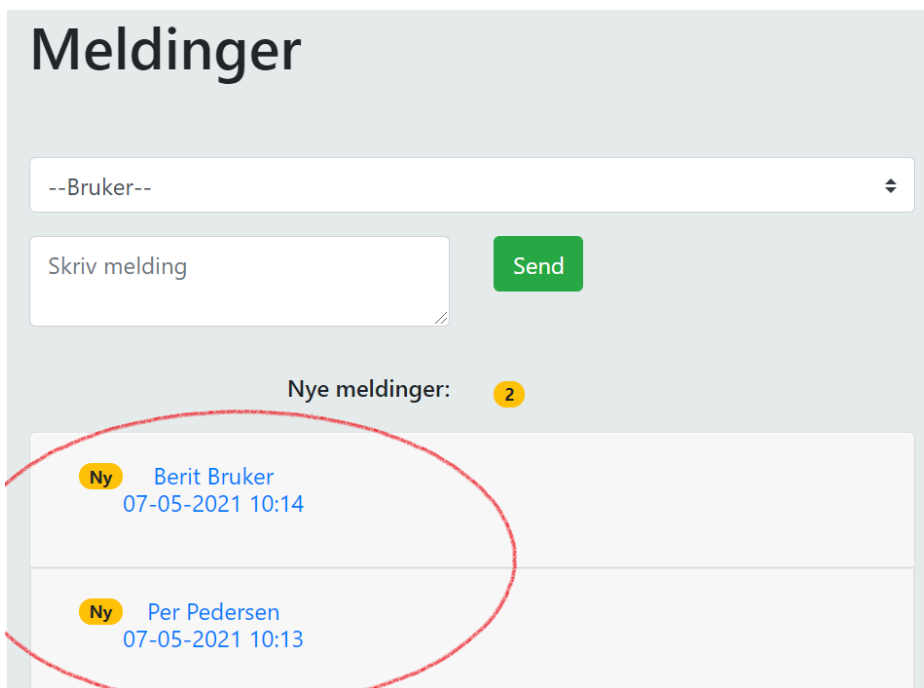 Meldinger
--Bruker--
Skriv melding
Send
Nye meldinger: 2
Ny Berit Bruker
07-05-2021 10:14
Ny Per Pedersen
07-05-2021 10:13